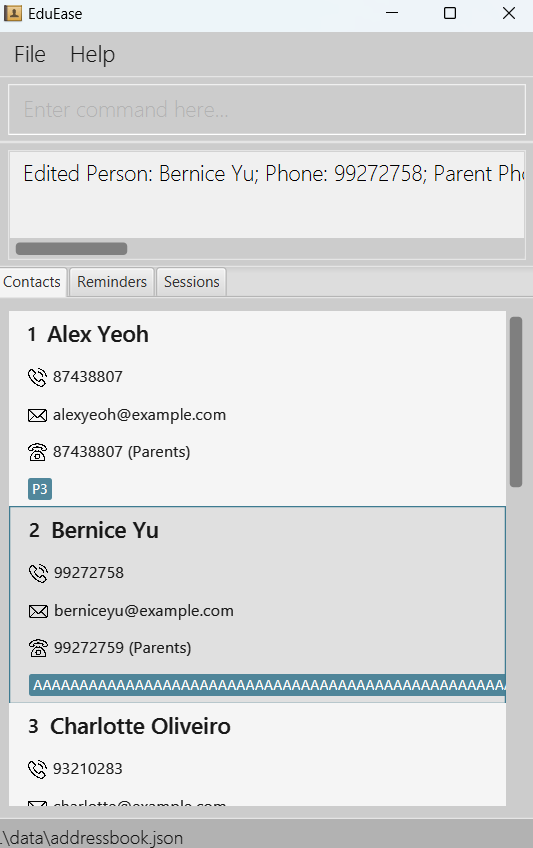 EduEase
File Help
Enter command here...
Edited Person: Bernice Yu; Phone: 99272758; Parent Pho
Contacts Reminders Sessions
1 Alex Yeoh
87438807
alexyeoh@example.com
87438807 (Parents)
P3
2 Bernice Yu
99272758
berniceyu@example.com
99272759 (Parents)
AAAAAAAAAAAAAAAAAAAAAAAAAAAAAAAAAAAAAAAAAAAAAAAAAAA
3 Charlotte Oliveiro
93210283
charlotte@example.com
.\data\addressbook.json